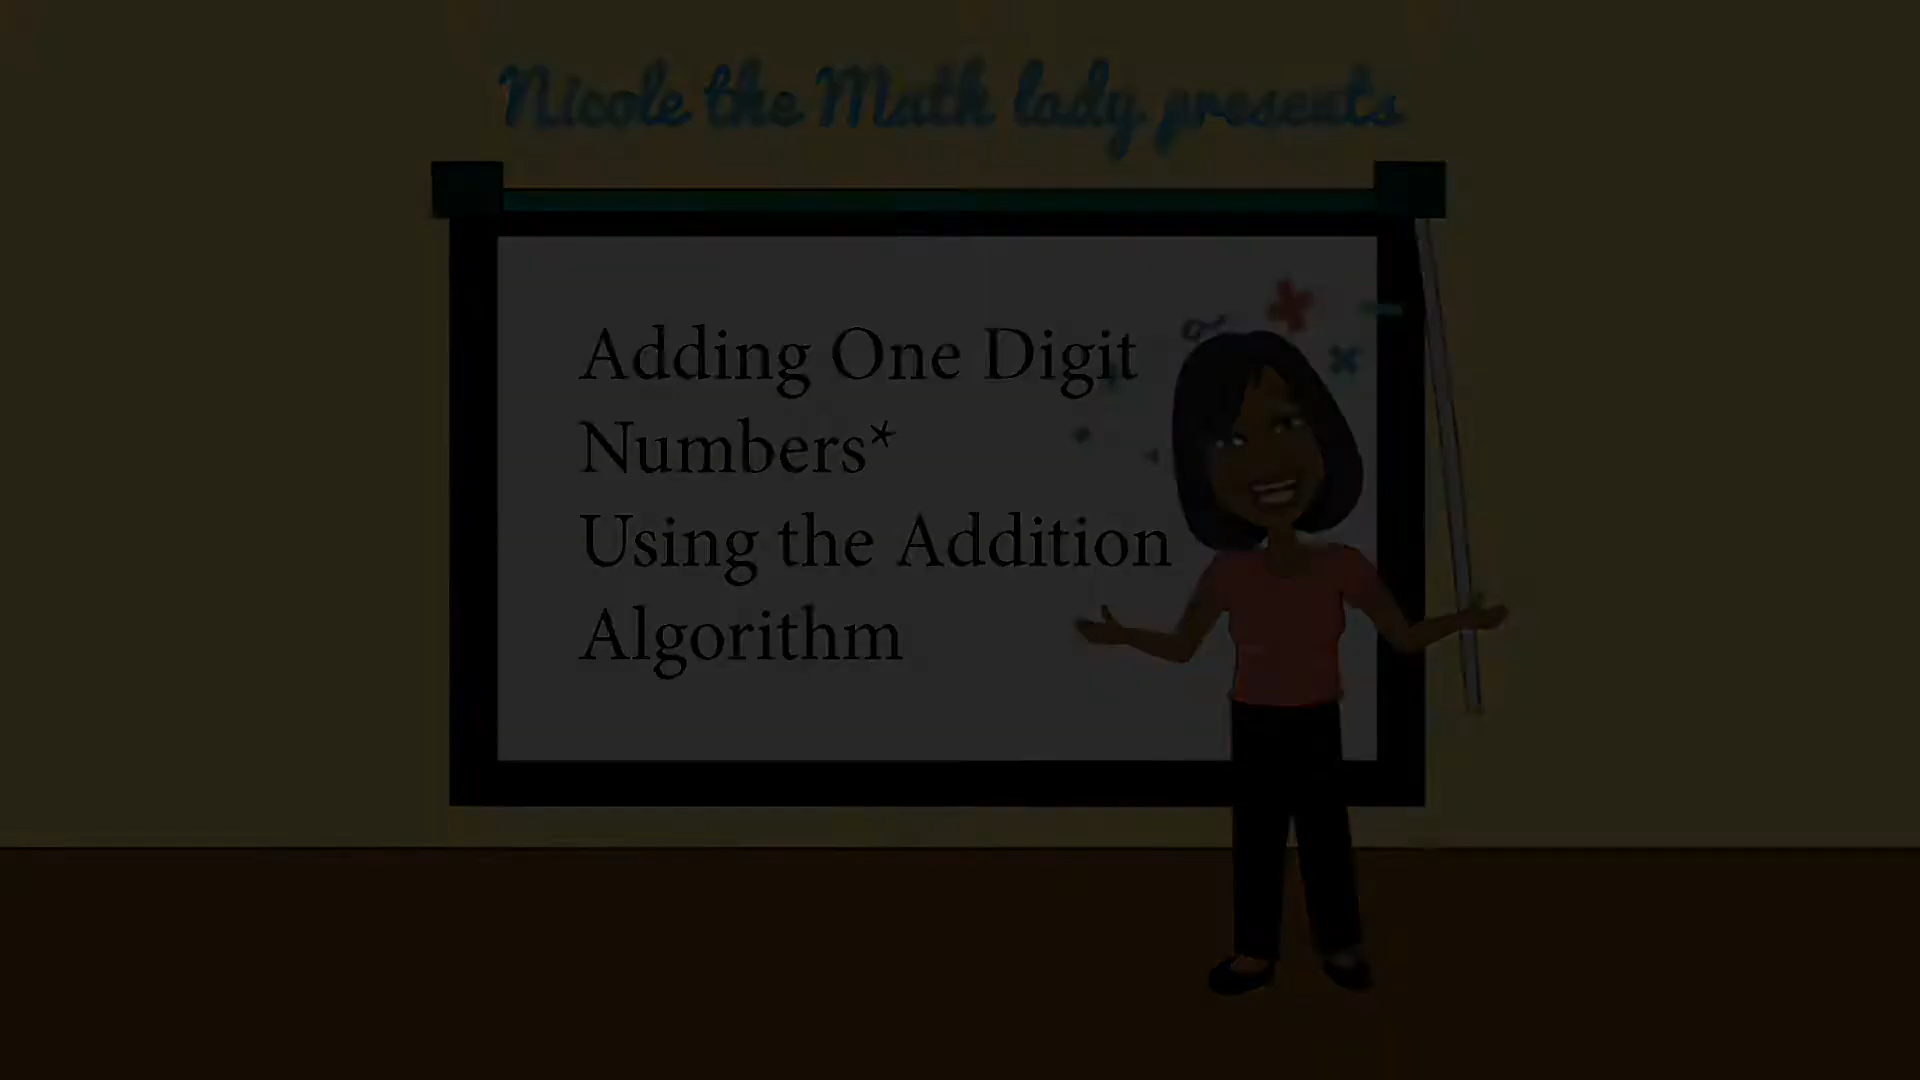 Nicole the Math lady presents
Adding One Digit
Numbers*
Using the Addition
Algorithm